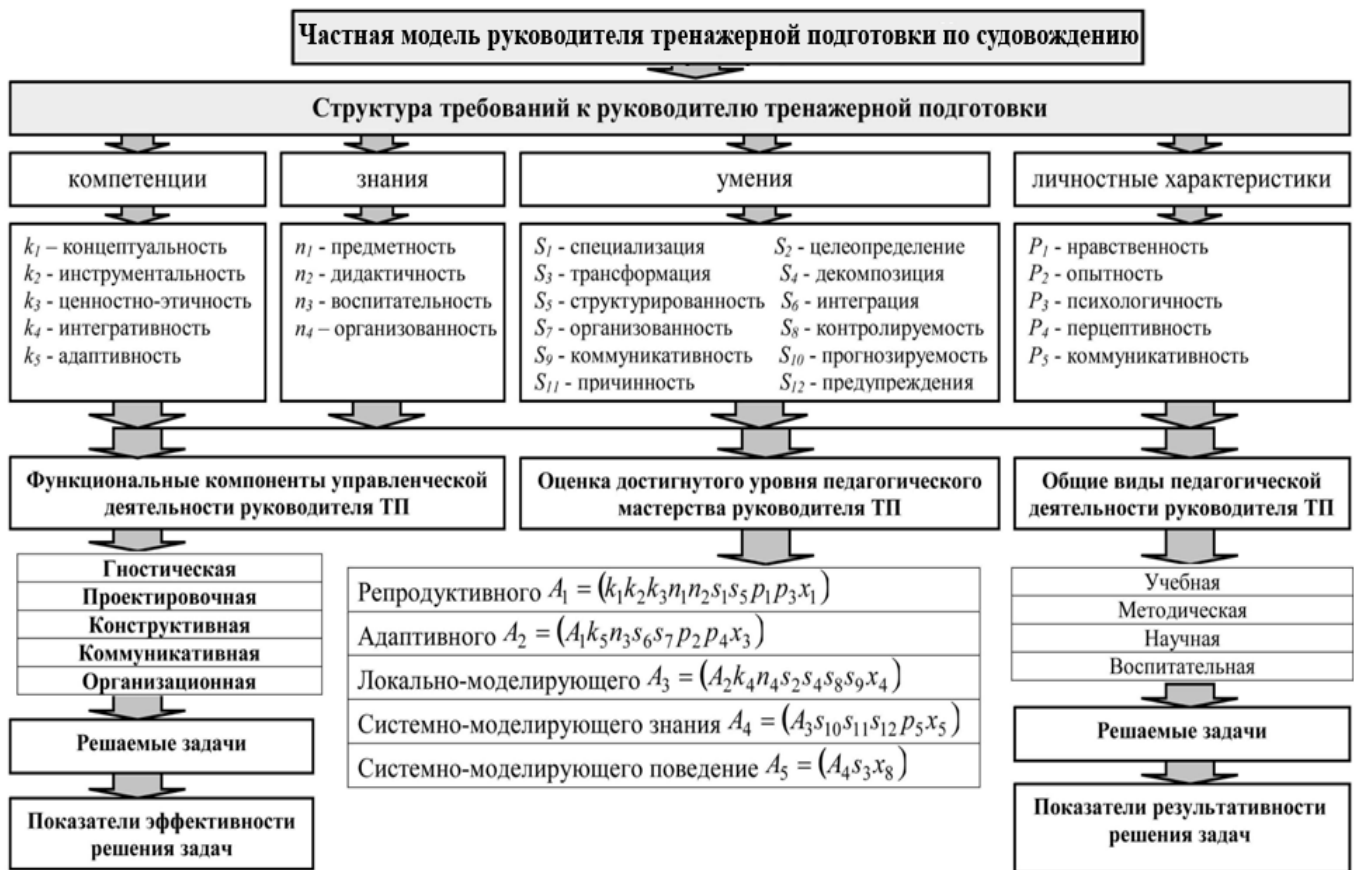 Частная модель руководителя тренажерной подготовки по судовождению
Структура требований к руководителю тренажерной подготовки
компетенции
знания
умения
личностные характеристики
k₁ – концептуальность
k₂ - инструментальность
k₃ - ценностно-этичность
k₄ - интегративность
k₅ - адаптивность
n₁ - предметность
n₂ - дидактичность
n₃ - воспитательность
n₄ – организованность
S₁ - специализация S₂ - целеопределение
S₃ - трансформация S₄ - декомпозиция
S₅ - структурированность S₆ - интеграция
S₇ - организованность S₈ - контролируемость
S₉ - коммуникативность S₁₀ - прогнозируемость
S₁₁ - причинность S₁₂ - предупреждения
P₁ - нравственность
P₂ - опытность
P₃ - психологичность
P₄ - перцептивность
P₅ - коммуникативность
Функциональные компоненты управленческой
деятельности руководителя ТП
Оценка достигнутого уровня педагогического
мастерства руководителя ТП
Общие виды педагогической
деятельности руководителя ТП
Гностическая
Проектировочная
Конструктивная
Коммуникативная
Организационная
Решаемые задачи
Показатели эффективности
решения задач
Репродуктивного A₁ = (k₁k₂k₃n₁n₂s₁s₅p₁p₃x₁)
Адаптивного A₂ = (A₁k₅n₃s₆s₇p₂p₄x₃)
Локально-моделирующего A₃ = (A₂k₄n₄s₂s₄s₈s₉x₄)
Системно-моделирующего знания A₄ = (A₃s₁₀s₁₁s₁₂p₅x₅)
Системно-моделирующего поведение A₅ = (A₄s₃x₈)
Учебная
Методическая
Научная
Воспитательная
Решаемые задачи
Показатели результативности
решения задач